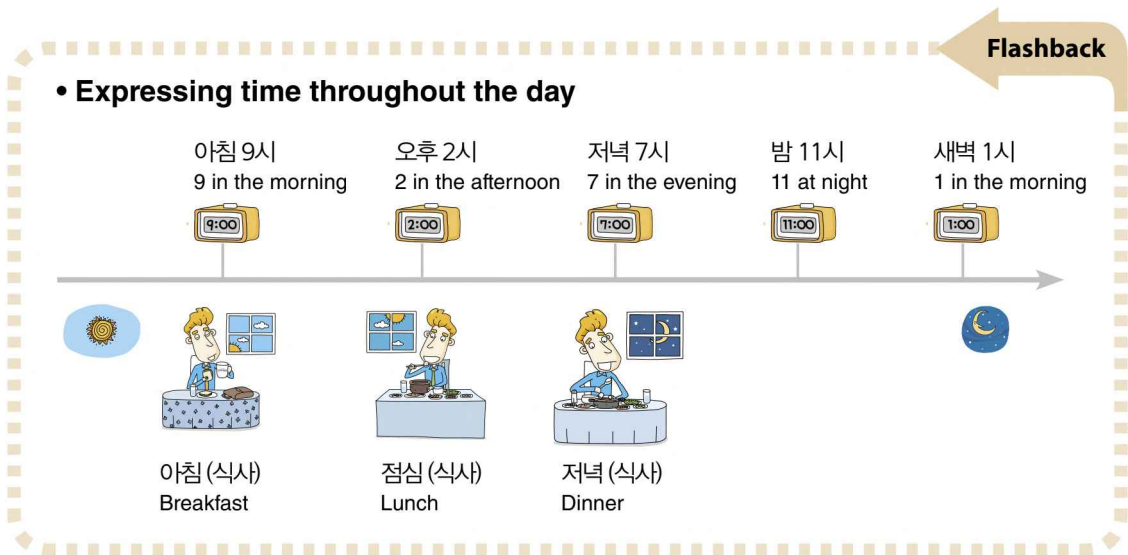 Flashback
• Expressing time throughout the day
아침 9시
9 in the morning
오후 2시
2 in the afternoon
저녁 7시
7 in the evening
밤 11시
11 at night
새벽 1시
1 in the morning
9:00
2:00
7:00
11:00
1:00
아침 (식사)
Breakfast
점심 (식사)
Lunch
저녁 (식사)
Dinner